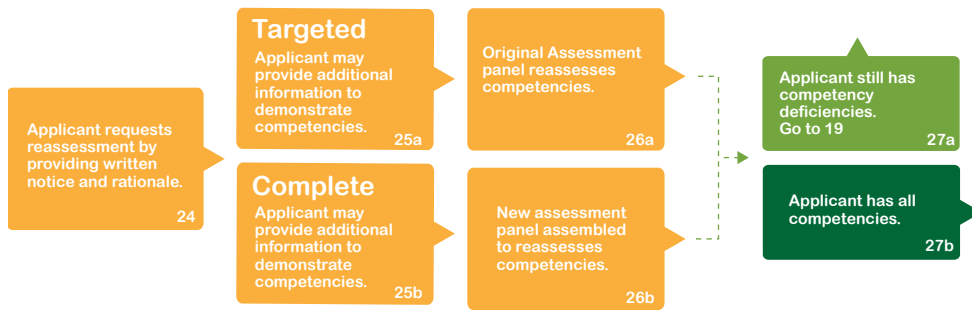 Applicant requests
reassessment by
providing written
notice and rationale.
24
Targeted
Applicant may
provide additional
information to
demonstrate
competencies.
25a
Complete
Applicant may
provide additional
information to
demonstrate
competencies.
25b
Original Assessment
panel reassesses
competencies.
26a
New assessment
panel assembled
to reassesses
competencies.
26b
Applicant still has
competency
deficiencies.
Go to 19
27a
Applicant has all
competencies.
27b